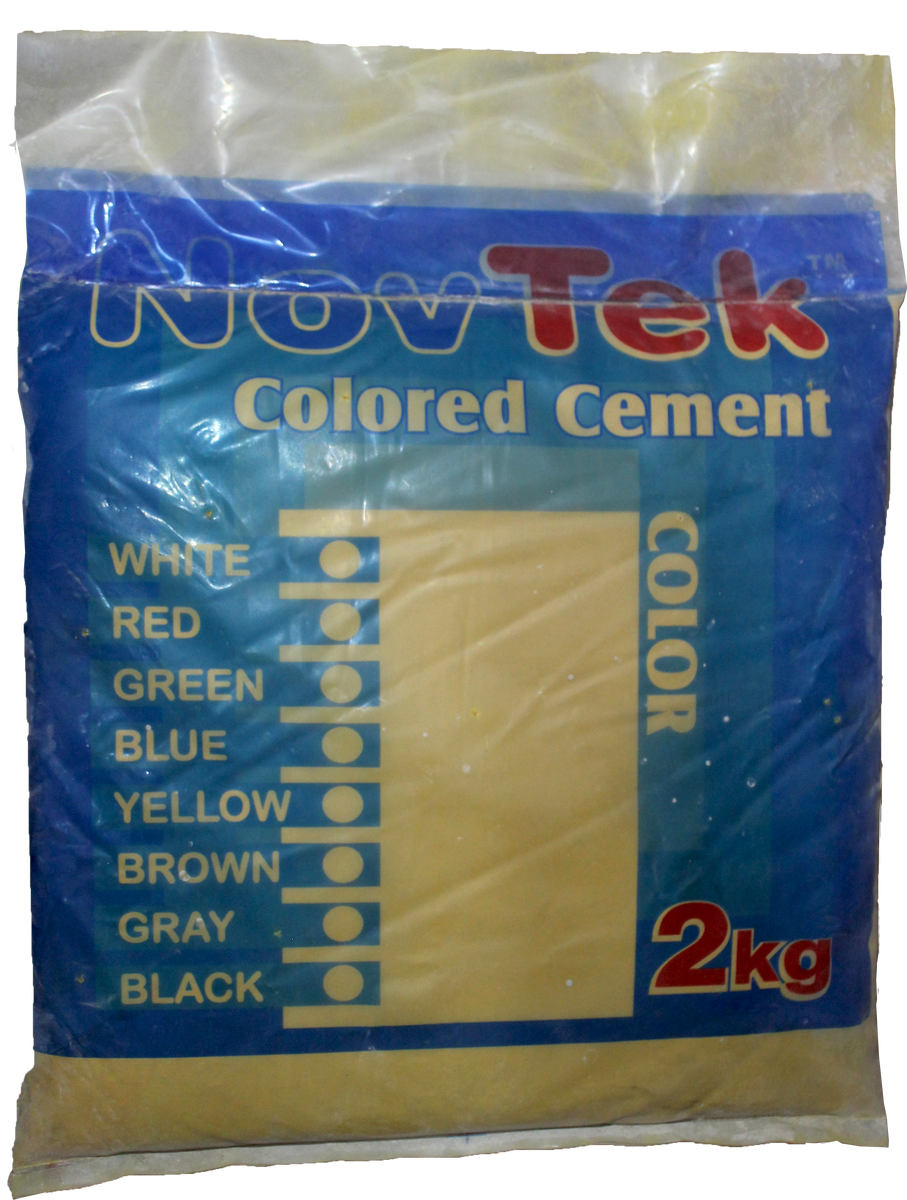 NovTek™
Colored Cement
COLOR
WHITE
RED
GREEN
BLUE
YELLOW
BROWN
GRAY
BLACK
2kg